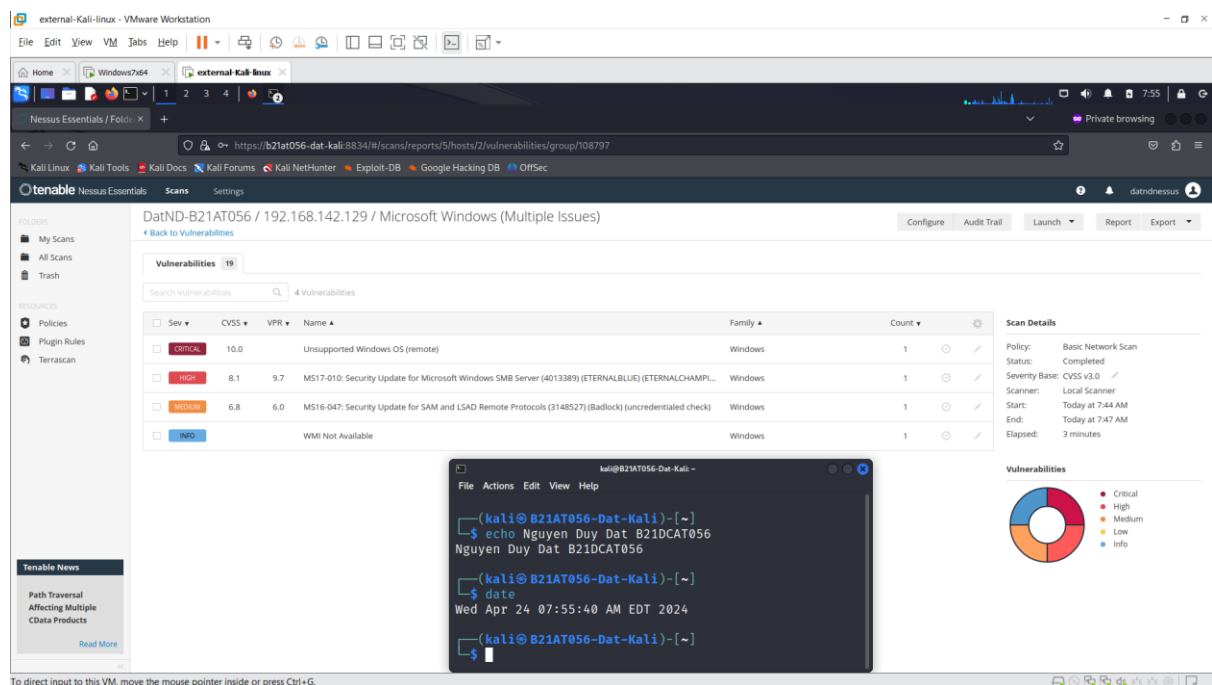 external-Kali-linux - VMware Workstation
File Edit View VM Tabs Help
Home Windows7x64 external-Kali-linux
1 2 3 4 7:55
Nessus Essentials / Folde Private browsing
https://b21at056-dat-kali:8834/#/scans/reports/5/hosts/2/vulnerabilities/group/108797
Kali Linux Kali Tools Kali Docs Kali Forums Kali NetHunter Exploit-DB Google Hacking DB OffSec
tenable Nessus Essentials Scans Settings datndnessus
FOLDERS
My Scans
All Scans
Trash
RESOURCES
Policies
Plugin Rules
Terrascan
Tenable News
Path Traversal
Affecting Multiple
CData Products
Read More
DatND-B21AT056 / 192.168.142.129 / Microsoft Windows (Multiple Issues)
Back to Vulnerabilities
Configure Audit Trail Launch Report Export
Vulnerabilities 19
Search Vulnerabilities 4 Vulnerabilities
Sev CVSS VPR Name Family Count
CRITICAL 10.0 Unsupported Windows OS (remote) Windows 1
HIGH 8.1 9.7 MS17-010: Security Update for Microsoft Windows SMB Server (4013389) (ETERNALBLUE) (ETERNALCHAMPI... Windows 1
MEDIUM 6.8 6.0 MS16-047: Security Update for SAM and LSAD Remote Protocols (3148527) (Badlock) (uncredentialed check) Windows 1
INFO WMI Not Available Windows 1
Scan Details
Policy: Basic Network Scan
Status: Completed
Severity Base: CVSS v3.0
Scanner: Local Scanner
Start: Today at 7:44 AM
End: Today at 7:47 AM
Elapsed: 3 minutes
Vulnerabilities
Critical
High
Medium
Low
Info
kali@B21AT056-Dat-Kali: ~
File Actions Edit View Help
(kali㉿B21AT056-Dat-Kali)-[~]
$ echo Nguyen Duy Dat B21DCAT056
Nguyen Duy Dat B21DCAT056
(kali㉿B21AT056-Dat-Kali)-[~]
$ date
Wed Apr 24 07:55:40 AM EDT 2024
(kali㉿B21AT056-Dat-Kali)-[~]
$
To direct input to this VM, move the mouse pointer inside or press Ctrl+G.